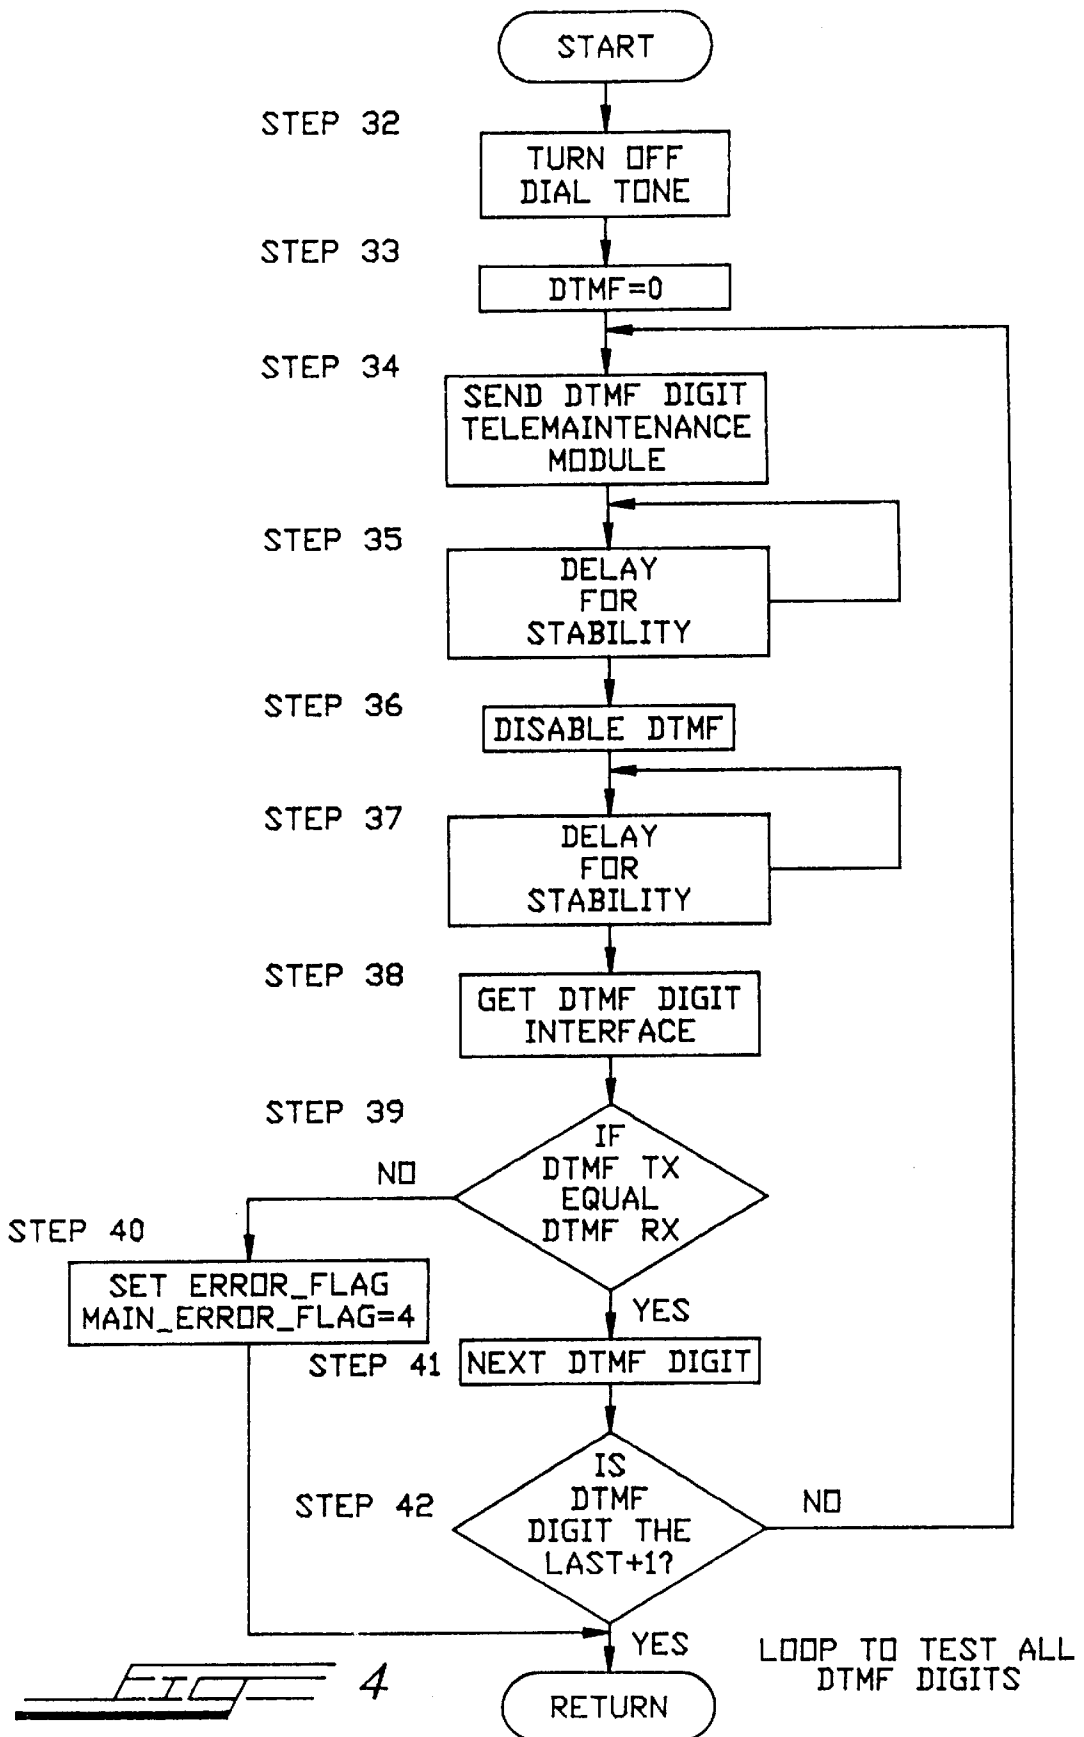 START
STEP 32
TURN OFF
DIAL TONE
STEP 33
DTMF=0
STEP 34
SEND DTMF DIGIT
TELEMAINTENANCE
MODULE
STEP 35
DELAY
FOR
STABILITY
STEP 36
DISABLE DTMF
STEP 37
DELAY
FOR
STABILITY
STEP 38
GET DTMF DIGIT
INTERFACE
STEP 39
IF
DTMF TX
EQUAL
DTMF RX
NO
STEP 40
SET ERROR_FLAG
MAIN_ERROR_FLAG=4
YES
STEP 41
NEXT DTMF DIGIT
STEP 42
IS
DTMF
DIGIT THE
LAST+1?
NO
YES
LOOP TO TEST ALL
DTMF DIGITS
RETURN
FIG 4